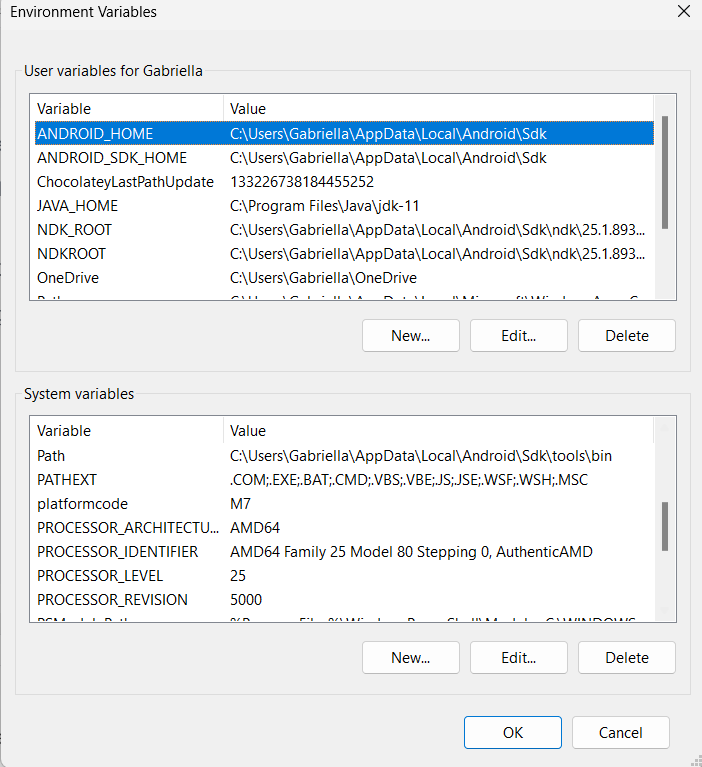 Environment Variables
User variables for Gabriella
Variable Value
ANDROID_HOME C:\Users\Gabriella\AppData\Local\Android\Sdk
ANDROID_SDK_HOME C:\Users\Gabriella\AppData\Local\Android\Sdk
ChocolateyLastPathUpdate 133226738184455252
JAVA_HOME C:\Program Files\Java\jdk-11
NDK_ROOT C:\Users\Gabriella\AppData\Local\Android\Sdk\ndk\25.1.893...
NDKROOT C:\Users\Gabriella\AppData\Local\Android\Sdk\ndk\25.1.893...
OneDrive C:\Users\Gabriella\OneDrive
New... Edit... Delete
System variables
Variable Value
Path C:\Users\Gabriella\AppData\Local\Android\Sdk\tools\bin
PATHEXT .COM;.EXE;.BAT;.CMD;.VBS;.VBE;.JS;.JSE;.WSF;.WSH;.MSC
platformcode M7
PROCESSOR_ARCHITECTU... AMD64
PROCESSOR_IDENTIFIER AMD64 Family 25 Model 80 Stepping 0, AuthenticAMD
PROCESSOR_LEVEL 25
PROCESSOR_REVISION 5000
New... Edit... Delete
OK Cancel